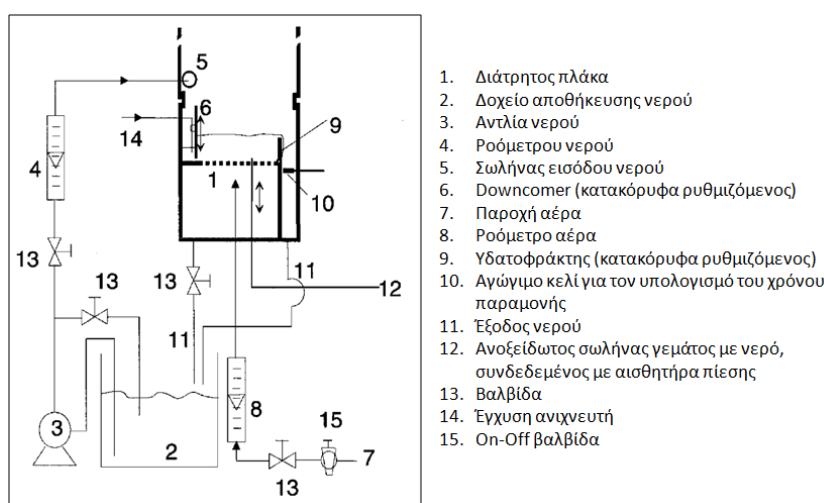 5
6
14
9
4
1
10
13
13
13
11
12
11
3
2
8
15
7
13
1. Διάτρητος πλάκα
2. Δοχείο αποθήκευσης νερού
3. Αντλία νερού
4. Ροόμετρου νερού
5. Σωλήνας εισόδου νερού
6. Downcomer (κατακόρυφα ρυθμιζόμενος)
7. Παροχή αέρα
8. Ροόμετρο αέρα
9. Υδατοφράκτης (κατακόρυφα ρυθμιζόμενος)
10. Αγώγιμο κελί για τον υπολογισμό του χρόνου
παραμονής
11. Έξοδος νερού
12. Ανοξείδωτος σωλήνας γεμάτος με νερό,
συνδεδεμένος με αισθητήρα πίεσης
13. Βαλβίδα
14. Έγχυση ανιχνευτή
15. On-Off βαλβίδα